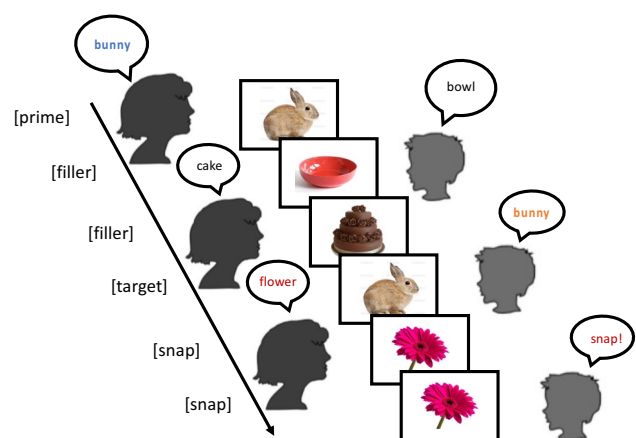 bunny
bowl
[prime]
cake
[filler]
bunny
[filler]
flower
[target]
snap!
[snap]
[snap]